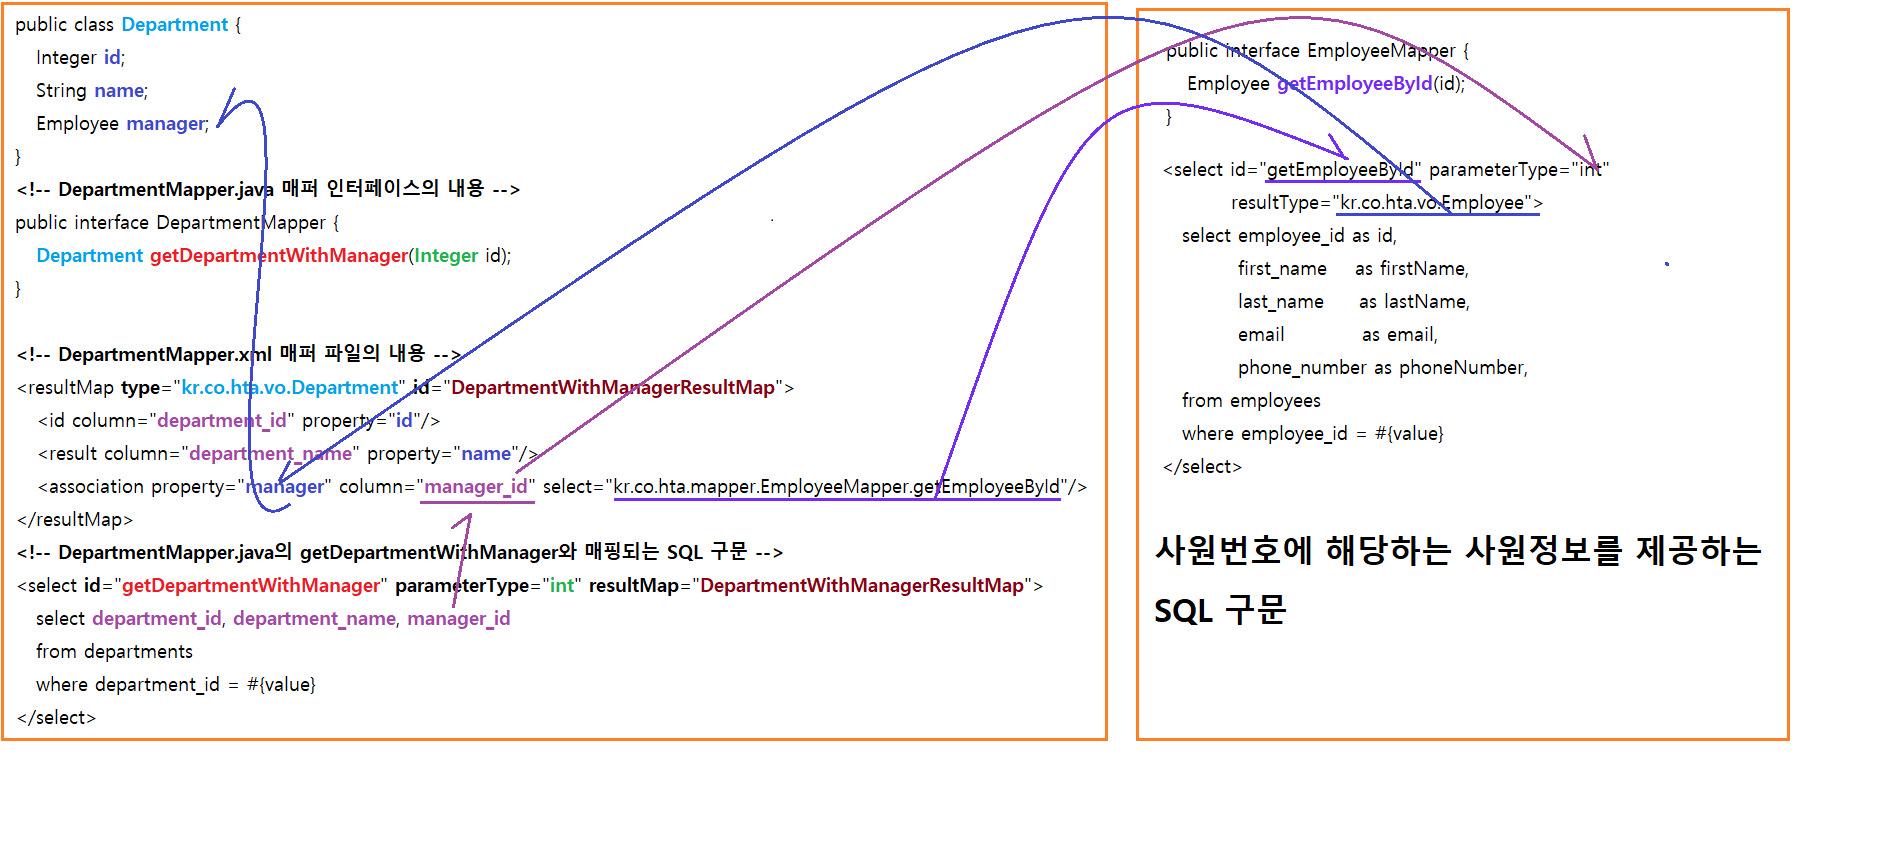 public class Department {
Integer id;
String name;
Employee manager;
}
<!-- DepartmentMapper.java 매퍼 인터페이스의 내용 -->
public interface DepartmentMapper {
Department getDepartmentWithManager(Integer id);
}
<!-- DepartmentMapper.xml 매퍼 파일의 내용 -->
<resultMap type="kr.co.hta.vo.Department" id="DepartmentWithManagerResultMap">
<id column="department_id" property="id"/>
<result column="department_name" property="name"/>
<association property="manager" column="manager_id" select="kr.co.hta.mapper.EmployeeMapper.getEmployeeById"/>
</resultMap>
<!-- DepartmentMapper.java의 getDepartmentWithManager와 매핑되는 SQL 구문 -->
<select id="getDepartmentWithManager" parameterType="int" resultMap="DepartmentWithManagerResultMap">
select department_id, department_name, manager_id
from departments
where department_id = #{value}
</select>
public interface EmployeeMapper {
Employee getEmployeeById(id);
}
<select id="getEmployeeById" parameterType="int"
resultType="kr.co.hta.vo.Employee">
select employee_id as id,
first_name as firstName,
last_name as lastName,
email as email,
phone_number as phoneNumber,
from employees
where employee_id = #{value}
</select>
사원번호에 해당하는 사원정보를 제공하는
SQL 구문